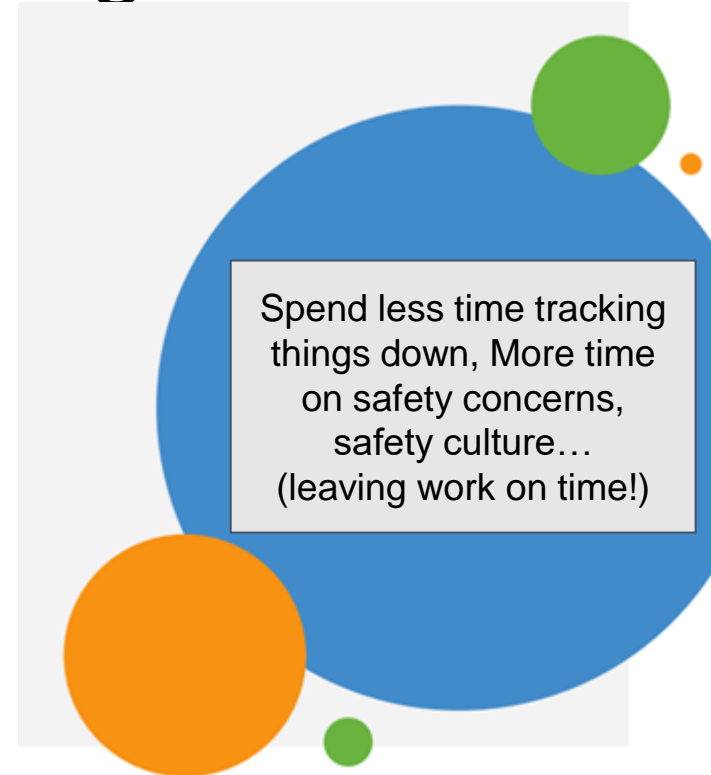 Spend less time tracking
things down, More time
on safety concerns,
safety culture…
(leaving work on time!)